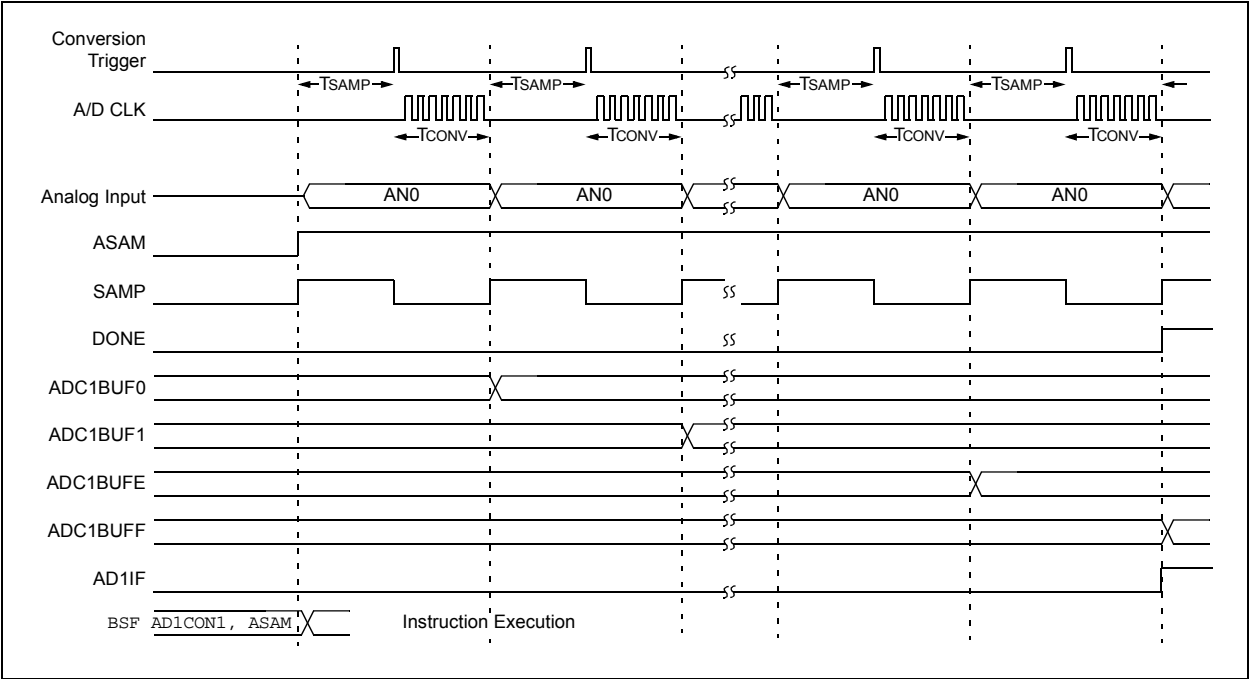 Conversion
Trigger
TSAMP TSAMP TSAMP TSAMP
A/D CLK
TCONV TCONV TCONV TCONV
Analog Input AN0 AN0 AN0 AN0
ASAM
SAMP
DONE
ADC1BUF0
ADC1BUF1
ADC1BUFE
ADC1BUFF
AD1IF
BSF AD1CON1, ASAM Instruction Execution